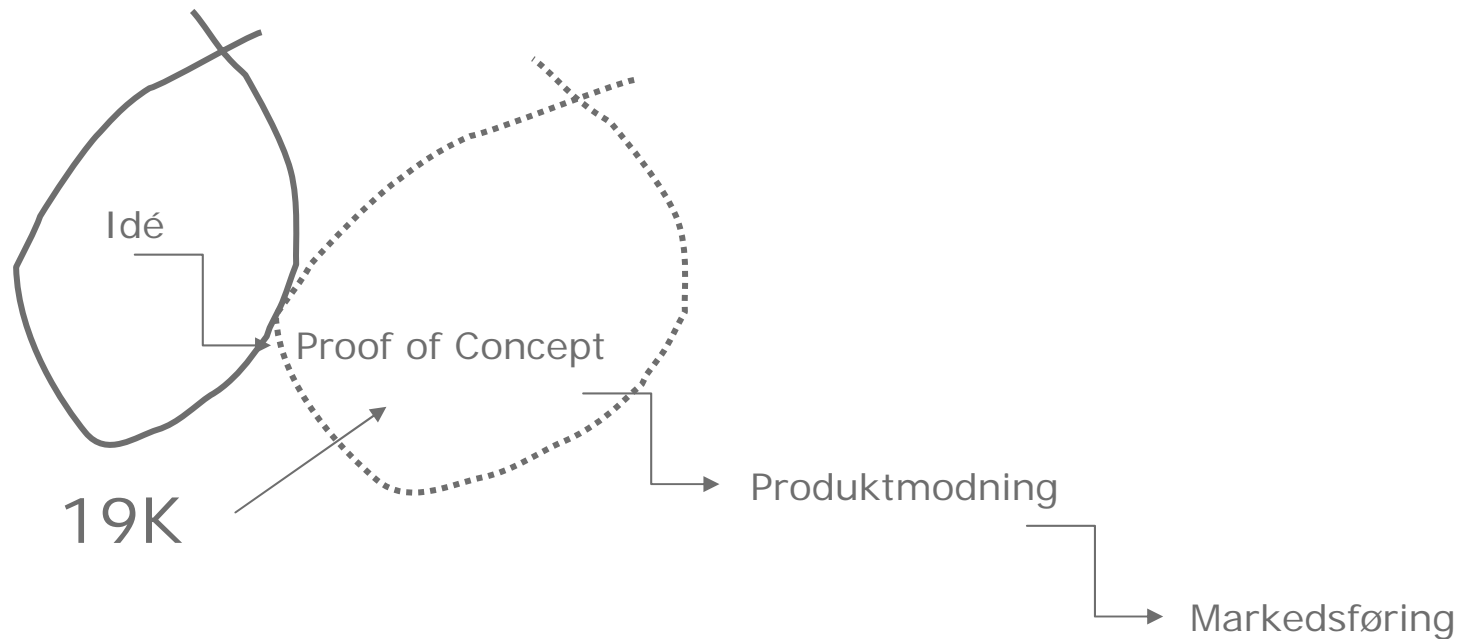 Idé
Proof of Concept
19K
Produktmodning
Markedsføring